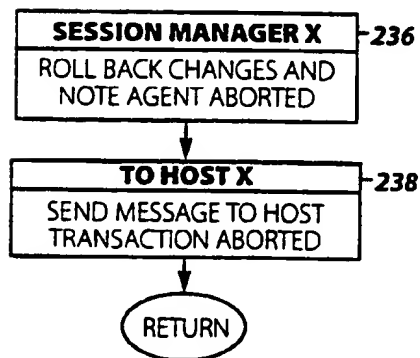 SESSION MANAGER X 236
ROLL BACK CHANGES AND
NOTE AGENT ABORTED
TO HOST X 238
SEND MESSAGE TO HOST
TRANSACTION ABORTED
RETURN